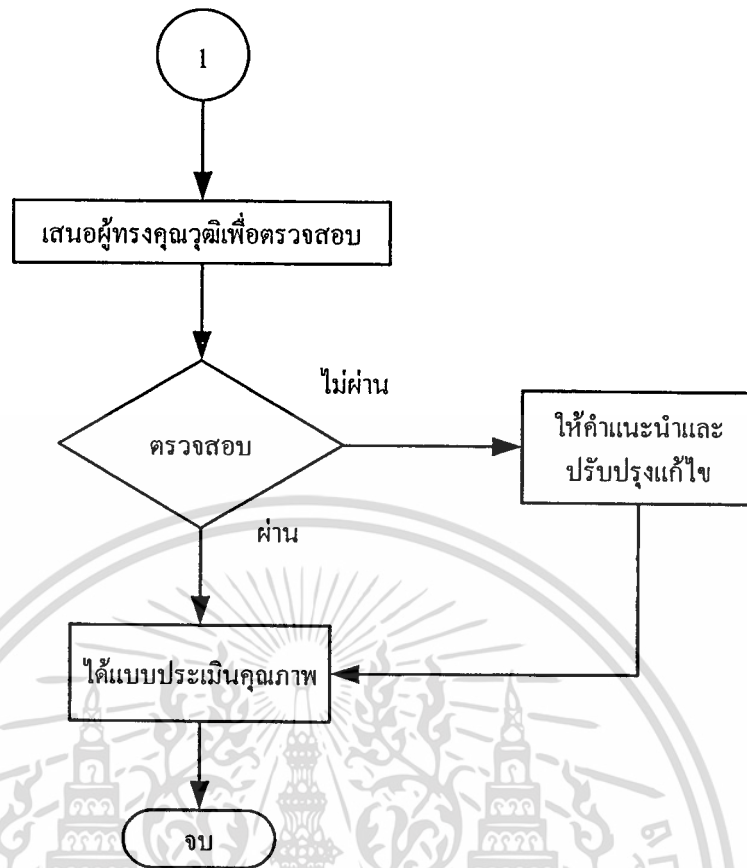 1
เสนอผู้ทรงคุณวุฒิเพื่อตรวจสอบ
ไม่ผ่าน
ตรวจสอบ
ให้คำแนะนำและ
ปรับปรุงแก้ไข
ผ่าน
ได้แบบประเมินคุณภาพ
จบ